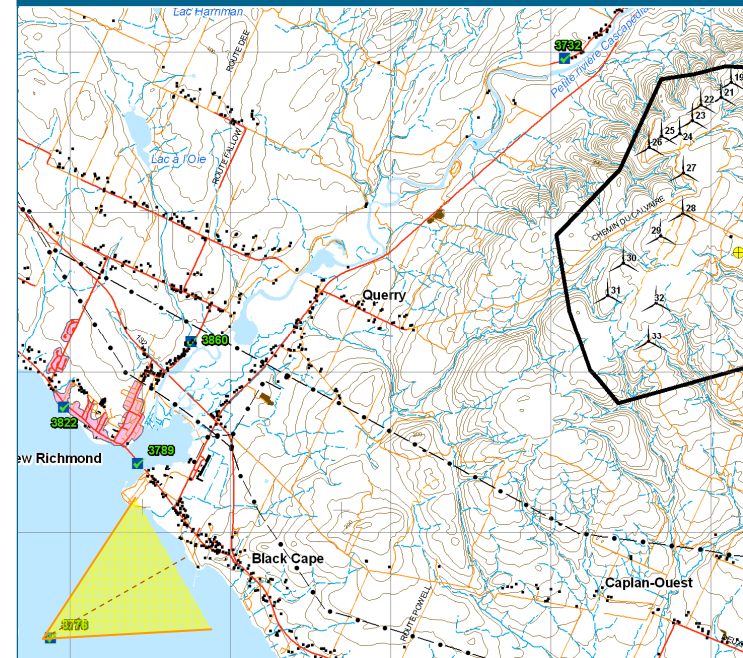 Lac Harriman
ROUTE DEE
3732
Petite rivière Cascapédia
19
21
22
23
24
25
26
Lac à l'Oie
ROUTE FALLOW
27
CHEMIN DU CALVAIRE
28
29
30
31
32
33
Querry
3860
3822
3789
ew Richmond
Black Cape
Caplan-Ouest
ROUTE POWELL
3778